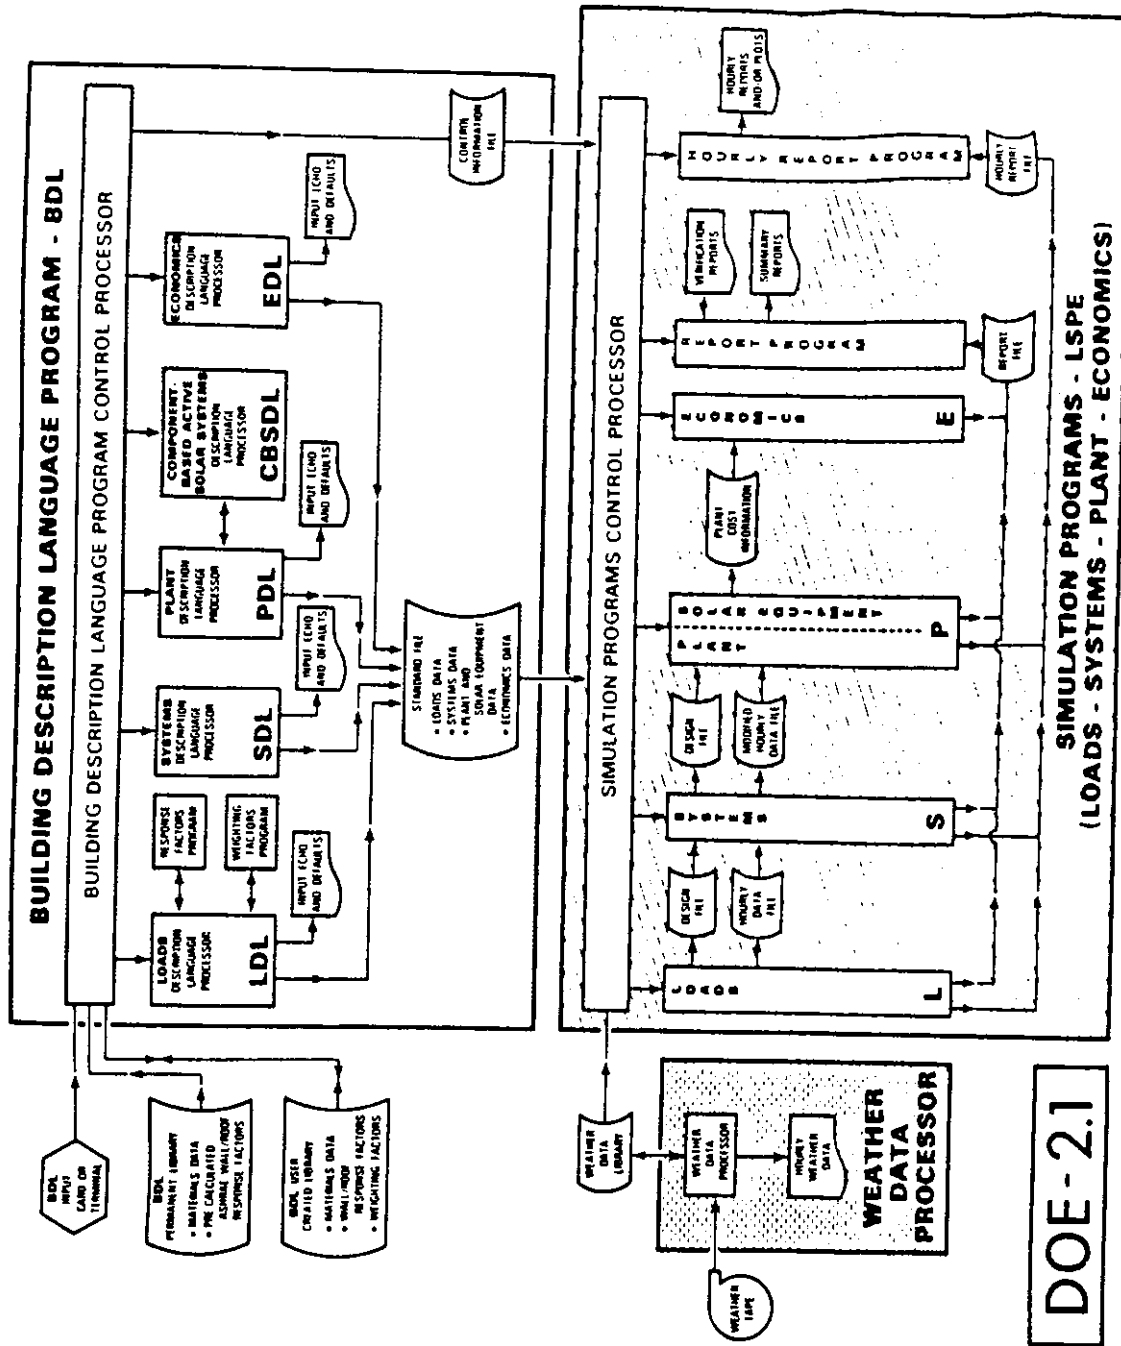 BUILDING DESCRIPTION LANGUAGE PROGRAM - BDL
BUILDING DESCRIPTION LANGUAGE PROGRAM CONTROL PROCESSOR
BDL
INPUT
CARD OR
TERMINAL
BDL
PERMANENT LIBRARY
• MATERIALS DATA
• PRE CALCULATED
ASHRAE WALL/ROOF
RESPONSE FACTORS
BDL USER
CREATED LIBRARY
• MATERIALS DATA
• WALL/ROOF
RESPONSE FACTORS
• WEIGHTING FACTORS
LOADS
DESCRIPTION
LANGUAGE
PROCESSOR
LDL
RESPONSE
FACTORS
PROGRAM
WEIGHTING
FACTORS
PROGRAM
INPUT ECHO
AND DEFAULTS
SYSTEMS
DESCRIPTION
LANGUAGE
PROCESSOR
SDL
INPUT ECHO
AND DEFAULTS
PLANT
DESCRIPTION
LANGUAGE
PROCESSOR
PDL
INPUT ECHO
AND DEFAULTS
COMPONENT-
BASED ACTIVE
SOLAR SYSTEMS
DESCRIPTION
LANGUAGE
PROCESSOR
CBSDL
ECONOMICS
DESCRIPTION
LANGUAGE
PROCESSOR
EDL
INPUT ECHO
AND DEFAULTS
STANDARD FILE
• LOADS DATA
• SYSTEMS DATA
• PLANT AND
SOLAR EQUIPMENT
DATA
• ECONOMICS DATA
CONTROL
INFORMATION
FILE
SIMULATION PROGRAMS CONTROL PROCESSOR
WEATHER
DATA
LIBRARY
WEATHER
DATA
PROCESSOR
HOURLY
WEATHER
DATA
WEATHER
TAPE
WEATHER
DATA
PROCESSOR
LOADS
L
DESIGN
FILE
HOURLY
DATA
FILE
SYSTEMS
S
DESIGN
FILE
MODIFIED
HOURLY
DATA FILE
PLANT
SOLAR EQUIPMENT
P
PLANT
COST
INFORMATION
ECONOMICS
E
REPORT PROGRAM
VERIFICATION
REPORTS
SUMMARY
REPORTS
REPORT
FILE
HOURLY REPORT PROGRAM
HOURLY
REPORTS
AND-OR PLOTS
HOURLY
REPORT
FILE
SIMULATION PROGRAMS - LSPE
(LOADS - SYSTEMS - PLANT - ECONOMICS)
DOE-2.1